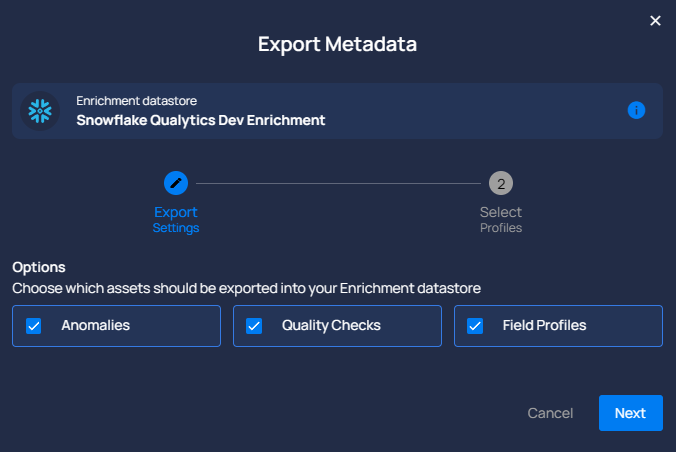 Export Metadata
Enrichment datastore
Snowflake Qualytics Dev Enrichment
2
Export
Settings
Select
Profiles
Options
Choose which assets should be exported into your Enrichment datastore
Anomalies
Quality Checks
Field Profiles
Cancel
Next